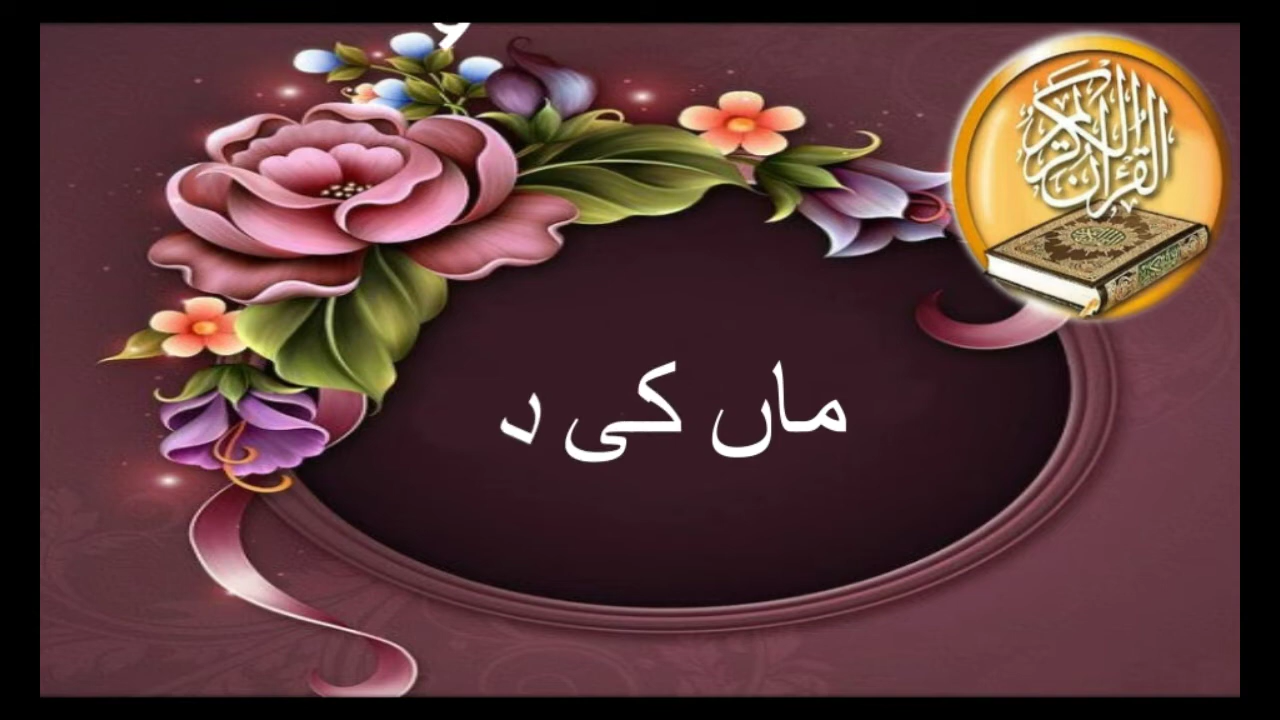 القرآن الكريم
و
ماں کی د